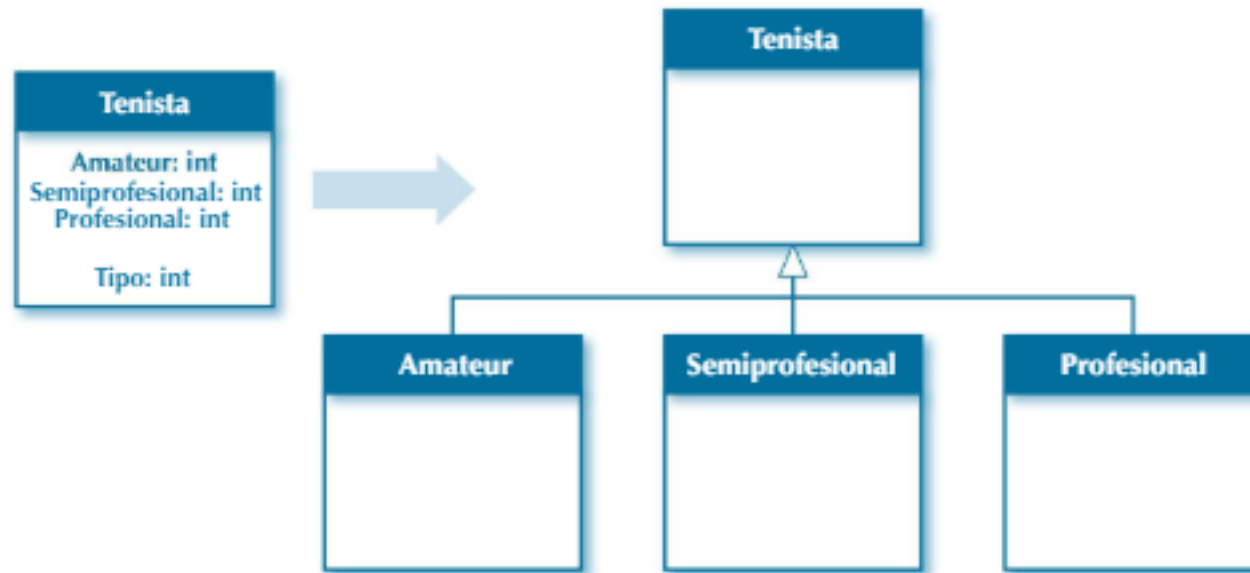 Tenista
Amateur: int
Semiprofesional: int
Profesional: int
Tipo: int
Tenista
Amateur
Semiprofesional
Profesional